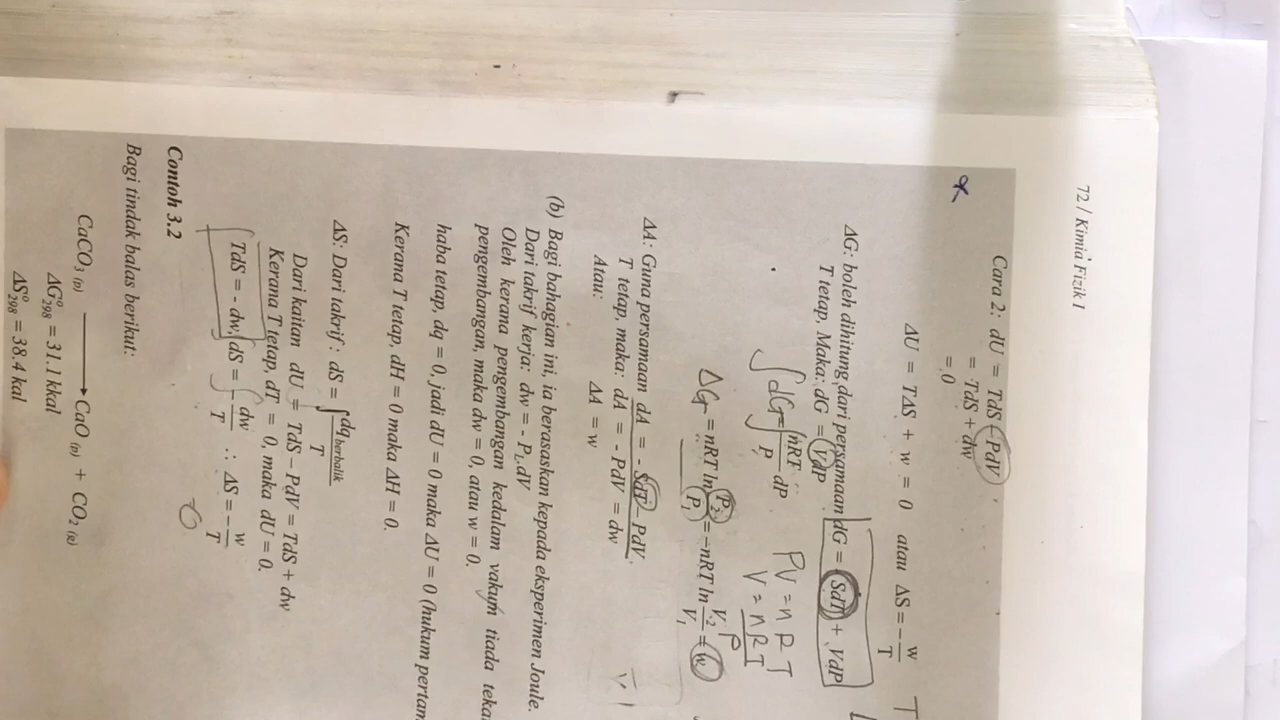 72 / Kimia Fizik I
Cara 2: dU = TdS - PdV
= TdS + dw
= 0
ΔU = TΔS + w = 0 atau ΔS = - w/T
ΔG: boleh dihitung dari persamaan dG = SdT + VdP
T tetap. Maka: dG = VdP
∫dG = ∫ nRT/P dP
PV = nRT
V = nRT/P
ΔG = nRT ln P₂/P₁ = -nRT ln V₂/V₁ = w
ΔA: Guna persamaan dA = - SdT - PdV.
T tetap, maka: dA = - PdV = dw
Atau: ΔA = w
(b) Bagi bahagian ini, ia berasaskan kepada eksperimen Joule.
Dari takrif kerja: dw = - P_L.dV
Oleh kerana pengembangan kedalam vakum tiada
pengembangan, maka dw = 0, atau w = 0.
haba tetap, dq = 0, jadi dU = 0 maka ΔU = 0 (hukum
Kerana T tetap, dH = 0 maka ΔH = 0.
ΔS: Dari takrif : dS = ∫ dq berbalik/T
Dari kaitan dU = TdS – PdV = TdS + dw
Kerana T tetap, dT = 0, maka dU = 0.
TdS = - dw, ∫dS = ∫ - dw/T ∴ ΔS = - w/T
Contoh 3.2
Bagi tindak balas berikut:
CaCO₃ (p) ⟶ CaO (p) + CO₂ (g)
ΔG°₂₉₈ = 31.1 kkal
ΔS°₂₉₈ = 38.4 kal